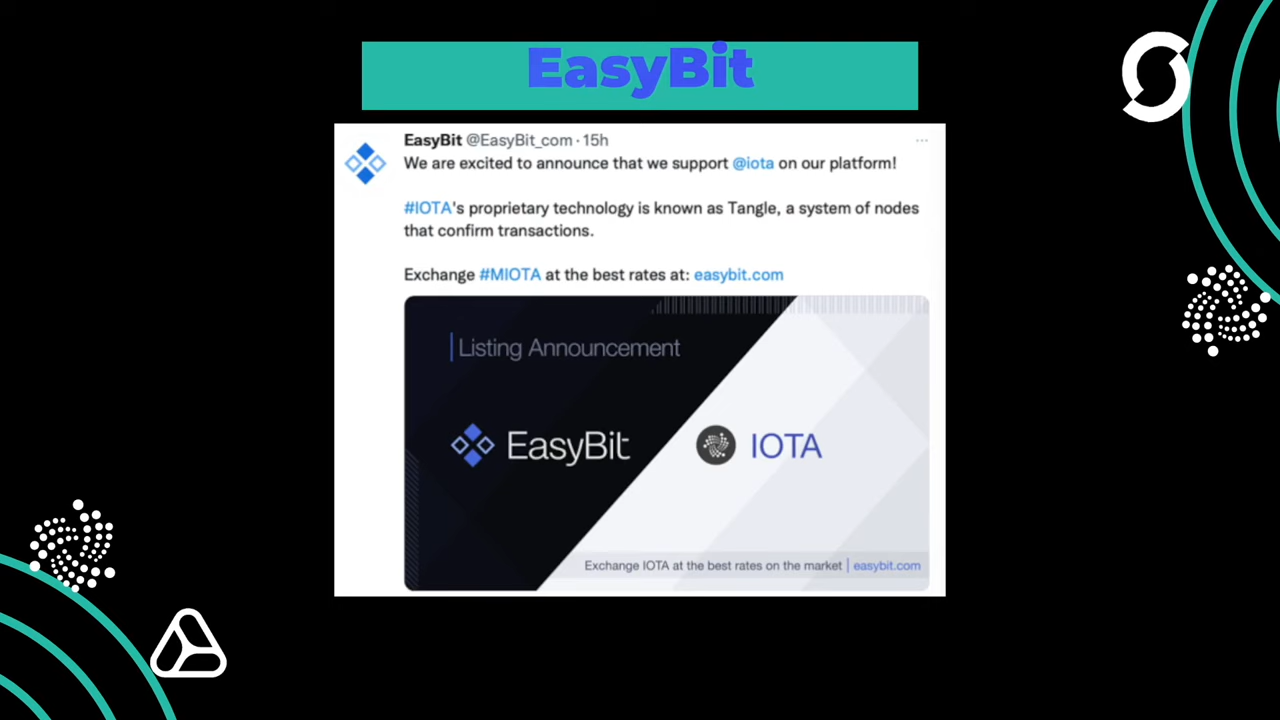 EasyBit
EasyBit @EasyBit_com · 15h
We are excited to announce that we support @iota on our platform!
#IOTA's proprietary technology is known as Tangle, a system of nodes
that confirm transactions.
Exchange #MIOTA at the best rates at: easybit.com
Listing Announcement
EasyBit
IOTA
Exchange IOTA at the best rates on the market | easybit.com